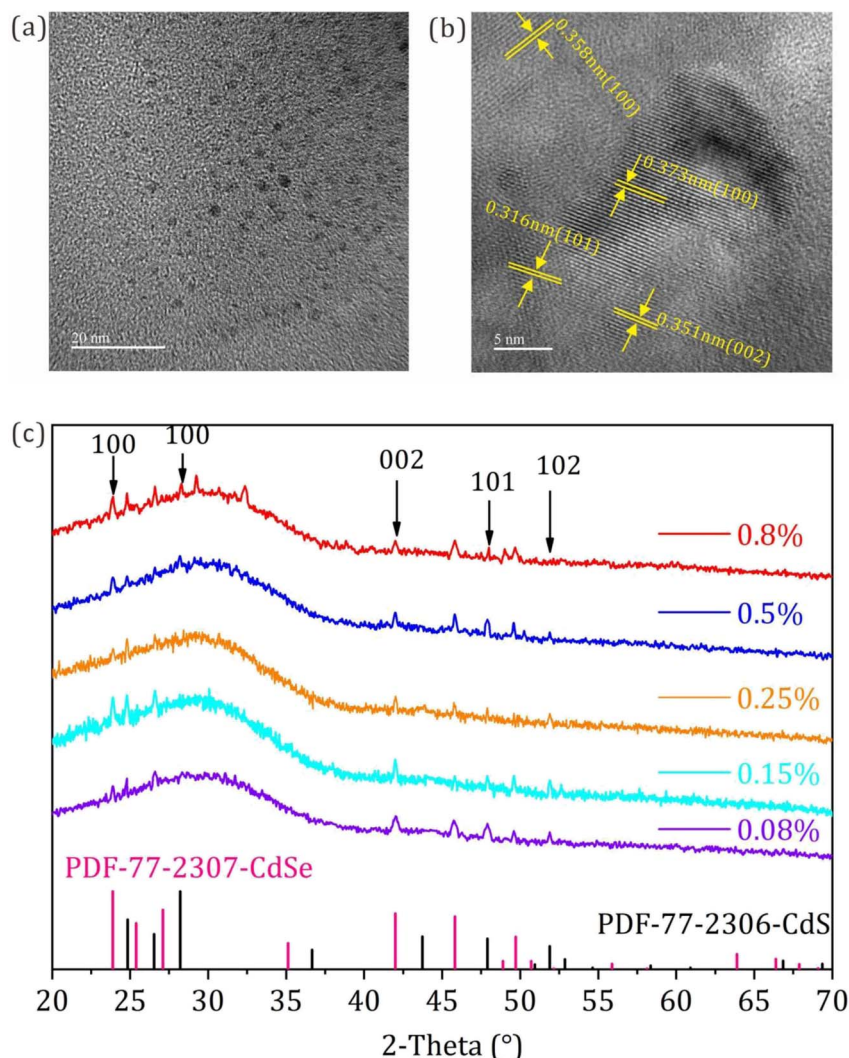 (a)
20 nm
(b)
0.358nm(100)
0.373nm(100)
0.316nm(101)
0.351nm(002)
5 nm
(c)
100
100
002
101
102
0.8%
0.5%
0.25%
0.15%
0.08%
PDF-77-2307-CdSe
PDF-77-2306-CdS
20 25 30 35 40 45 50 55 60 65 70
2-Theta (°)